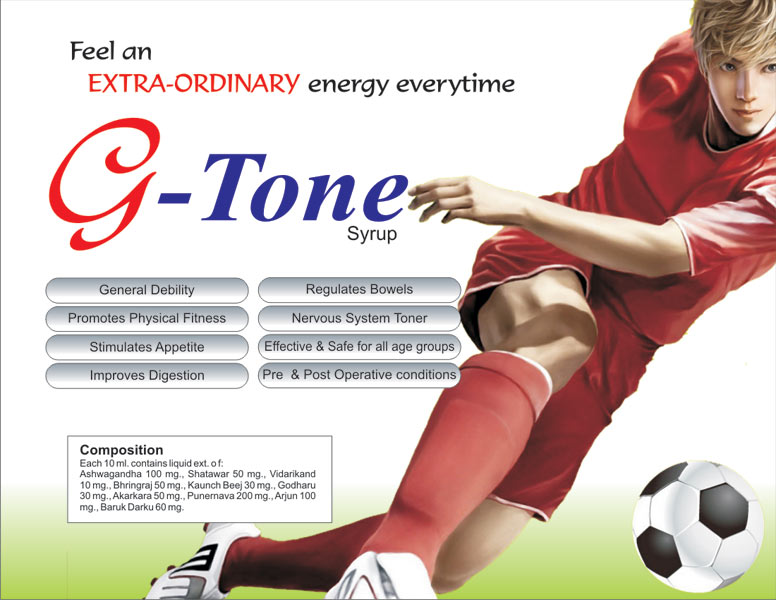 Feel an
EXTRA-ORDINARY energy everytime
G-Tone
Syrup
General Debility
Regulates Bowels
Promotes Physical Fitness
Nervous System Toner
Stimulates Appetite
Effective & Safe for all age groups
Improves Digestion
Pre & Post Operative conditions
Composition
Each 10 ml. contains liquid ext. of:
Ashwagandha 100 mg., Shatawar 50 mg., Vidarikand
10 mg., Bhringraj 50 mg., Kaunch Beej 30 mg., Godharu
30 mg., Akarkara 50 mg., Punernava 200 mg., Arjun 100
mg., Baruk Darku 60 mg.